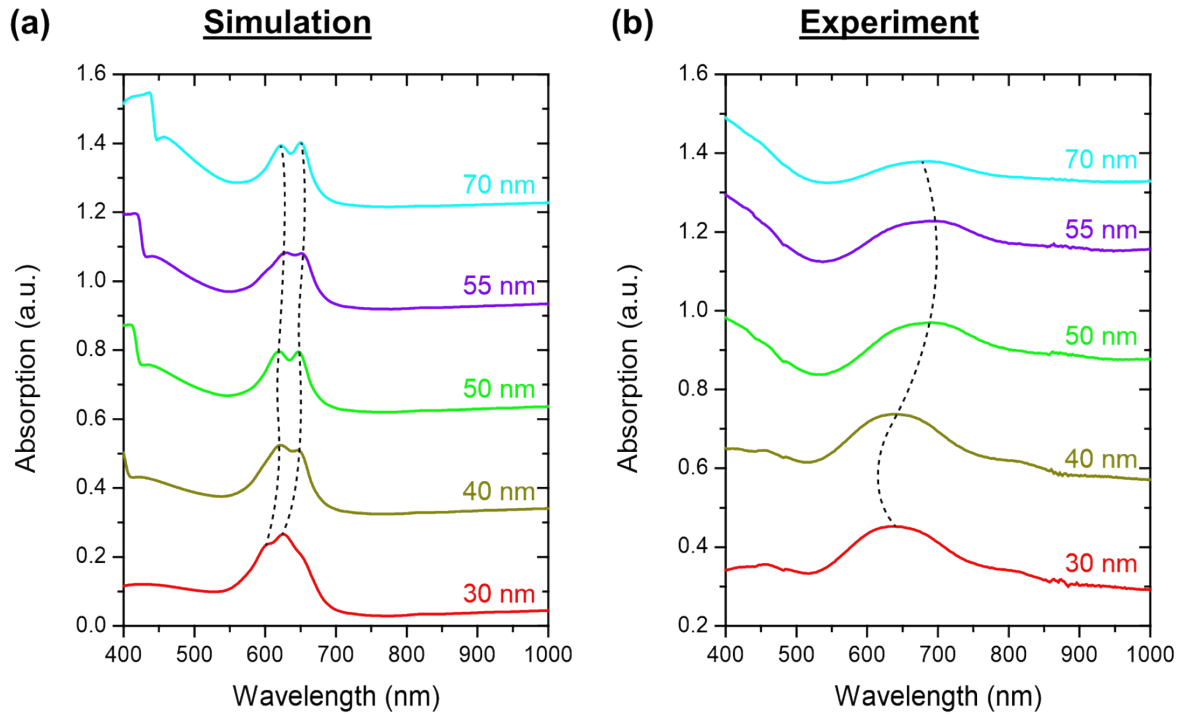 (a) Simulation
1.6
1.4
1.2
1.0
0.8
0.6
0.4
0.2
0.0
Absorption (a.u.)
70 nm
55 nm
50 nm
40 nm
30 nm
400 500 600 700 800 900 1000
Wavelength (nm)
(b) Experiment
1.6
1.4
1.2
1.0
0.8
0.6
0.4
0.2
Absorption (a.u.)
70 nm
55 nm
50 nm
40 nm
30 nm
400 500 600 700 800 900 1000
Wavelength (nm)